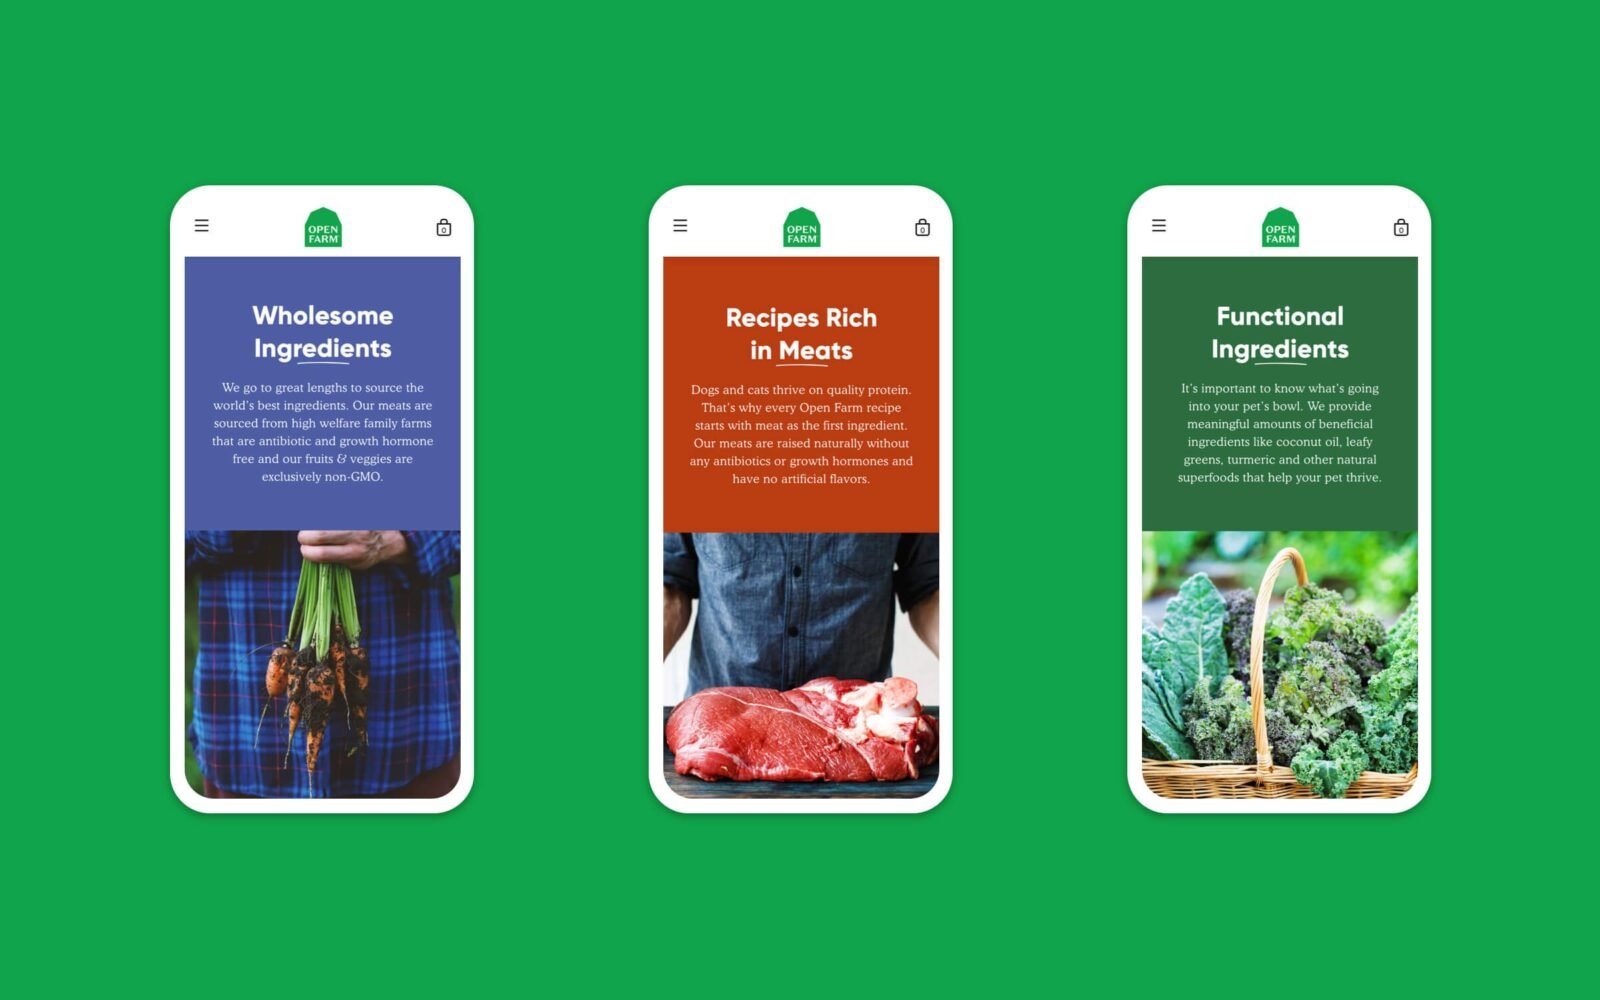 OPEN
FARM
0
Wholesome
Ingredients
We go to great lengths to source the
world's best ingredients. Our meats are
sourced from high welfare family farms
that are antibiotic and growth hormone
free and our fruits & veggies are
exclusively non-GMO.
OPEN
FARM
0
Recipes Rich
in Meats
Dogs and cats thrive on quality protein.
That's why every Open Farm recipe
starts with meat as the first ingredient.
Our meats are raised naturally without
any antibiotics or growth hormones and
have no artificial flavors.
OPEN
FARM
0
Functional
Ingredients
It's important to know what's going
into your pet's bowl. We provide
meaningful amounts of beneficial
ingredients like coconut oil, leafy
greens, turmeric and other natural
superfoods that help your pet thrive.